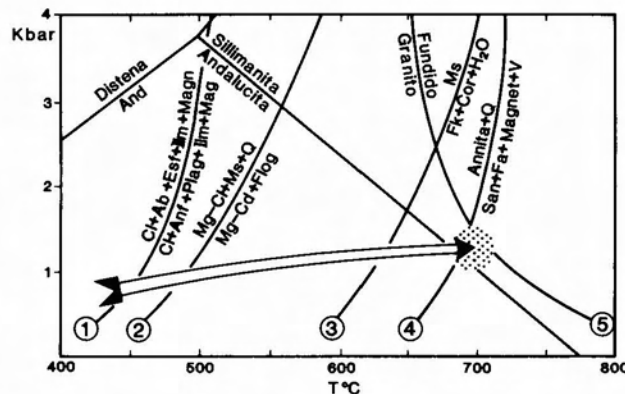 4
Kbar
3
2
1
Distena
And
Sillimanita
Andalucita
Cl+Ab+Esf+Ilm+Magn
Cl+Anf+Plag+Ilm+Mag
Mg-Cl+Ms+Q
Mg-Cd+Flog
Fundido
Granito
Ms
Fk+Cor+H₂O
Annita+Q
San+Fa+Magnet+V
1
2
3
4
5
400
500
600
700
800
T°C